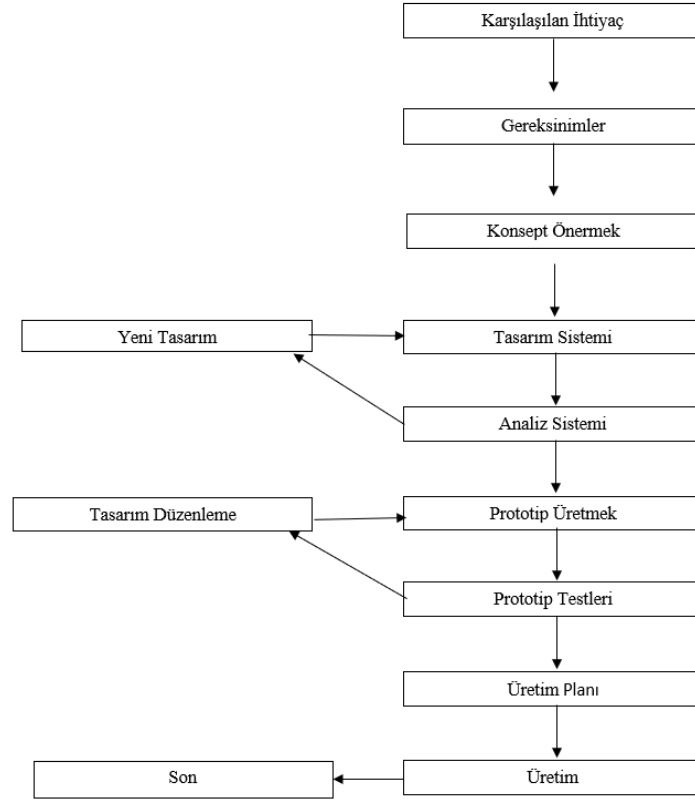 Karşılaşılan İhtiyaç
Gereksinimler
Konsept Önermek
Yeni Tasarım
Tasarım Sistemi
Analiz Sistemi
Tasarım Düzenleme
Prototip Üretmek
Prototip Testleri
Üretim Planı
Son
Üretim